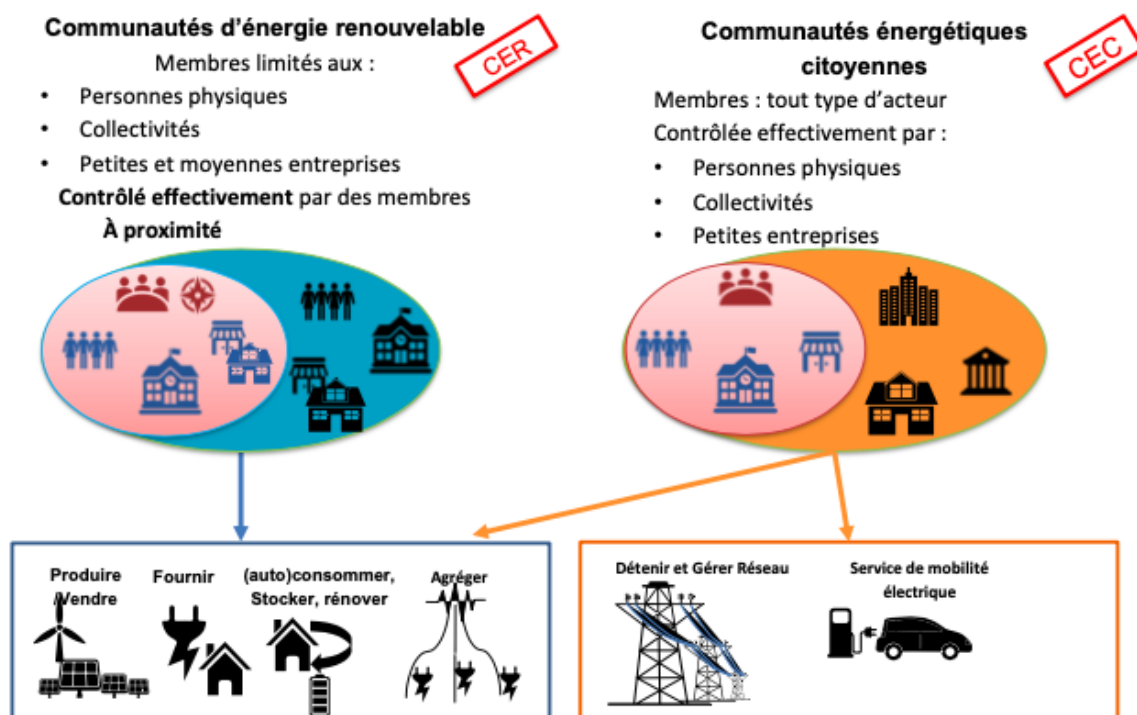 Communautés d'énergie renouvelable
CER
Membres limités aux :
• Personnes physiques
• Collectivités
• Petites et moyennes entreprises
Contrôlé effectivement par des membres
À proximité
Communautés énergétiques
citoyennes
CEC
Membres : tout type d'acteur
Contrôlée effectivement par :
• Personnes physiques
• Collectivités
• Petites entreprises
Produire
/Vendre
Fournir
(auto)consommer,
Stocker, rénover
Agréger
Détenir et Gérer Réseau
Service de mobilité
électrique